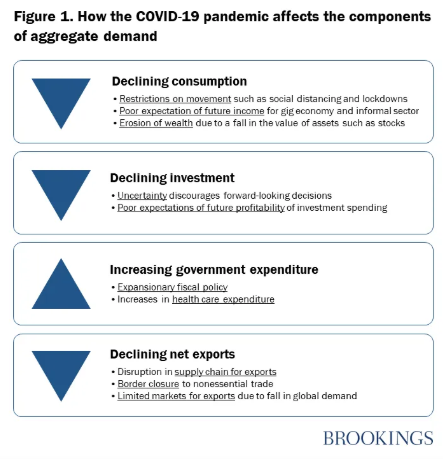 Figure 1. How the COVID-19 pandemic affects the components
of aggregate demand
Declining consumption
• Restrictions on movement such as social distancing and lockdowns
• Poor expectation of future income for gig economy and informal sector
• Erosion of wealth due to a fall in the value of assets such as stocks
Declining investment
• Uncertainty discourages forward-looking decisions
• Poor expectations of future profitability of investment spending
Increasing government expenditure
• Expansionary fiscal policy
• Increases in health care expenditure
Declining net exports
• Disruption in supply chain for exports
• Border closure to nonessential trade
• Limited markets for exports due to fall in global demand
BROOKINGS